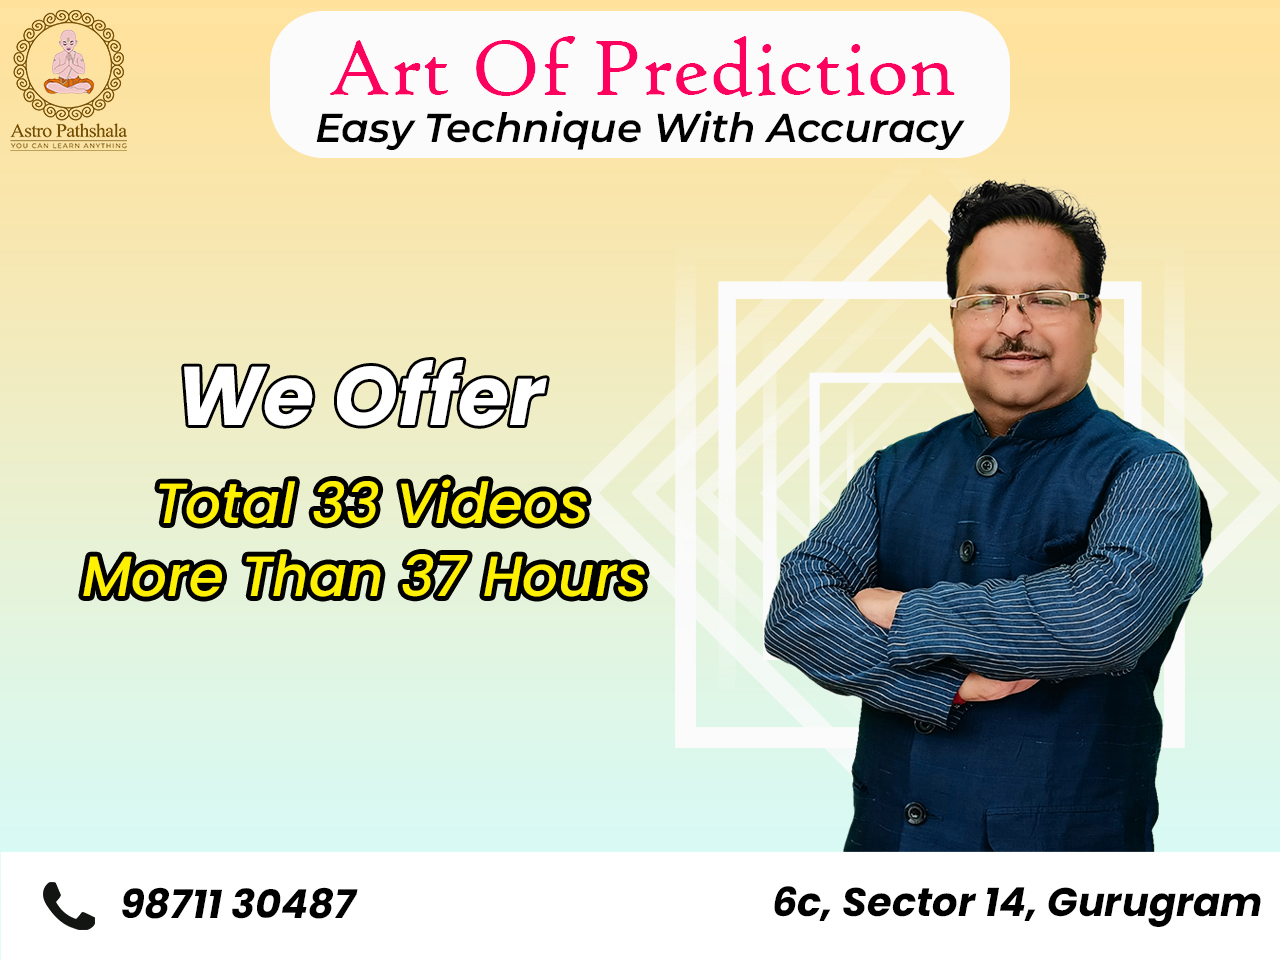 Astro Pathshala
YOU CAN LEARN ANYTHING
Art Of Prediction
Easy Technique With Accuracy
We Offer
Total 33 Videos
More Than 37 Hours
98711 30487
6c, Sector 14, Gurugram